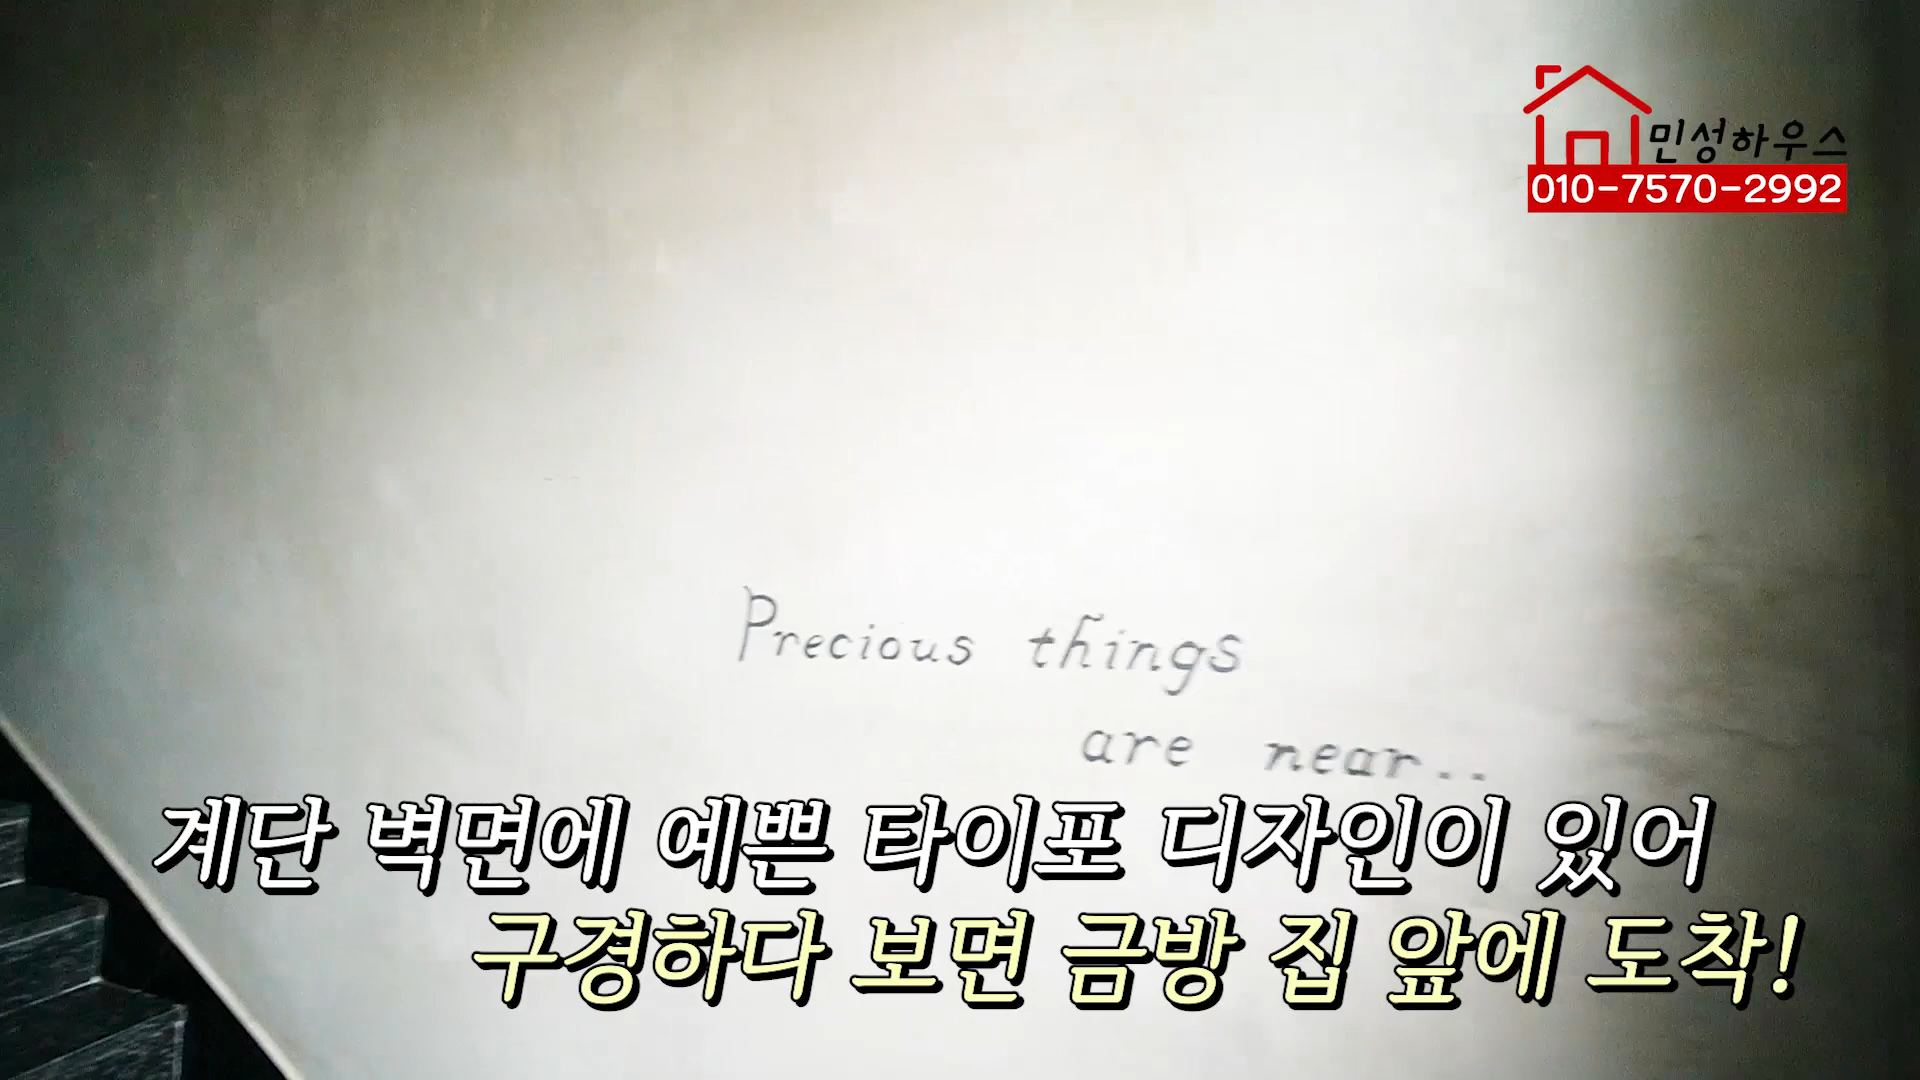 민성하우스
010-7570-2992
Precious things
are near..
계단 벽면에 예쁜 타이포 디자인이 있어
구경하다 보면 금방 집 앞에 도착!